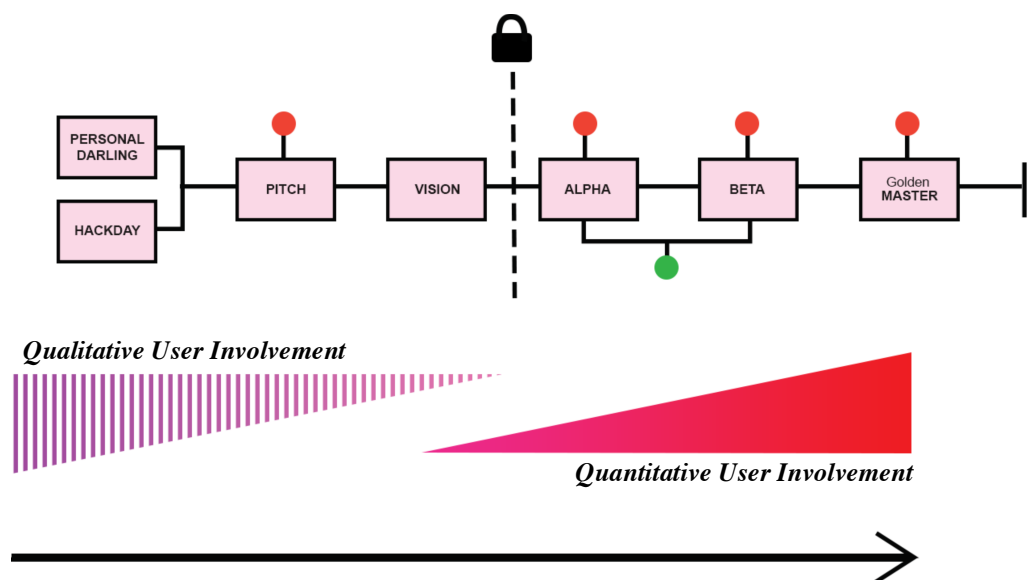 PERSONAL
DARLING
HACKDAY
PITCH
VISION
ALPHA
BETA
Golden
MASTER
Qualitative User Involvement
Quantitative User Involvement